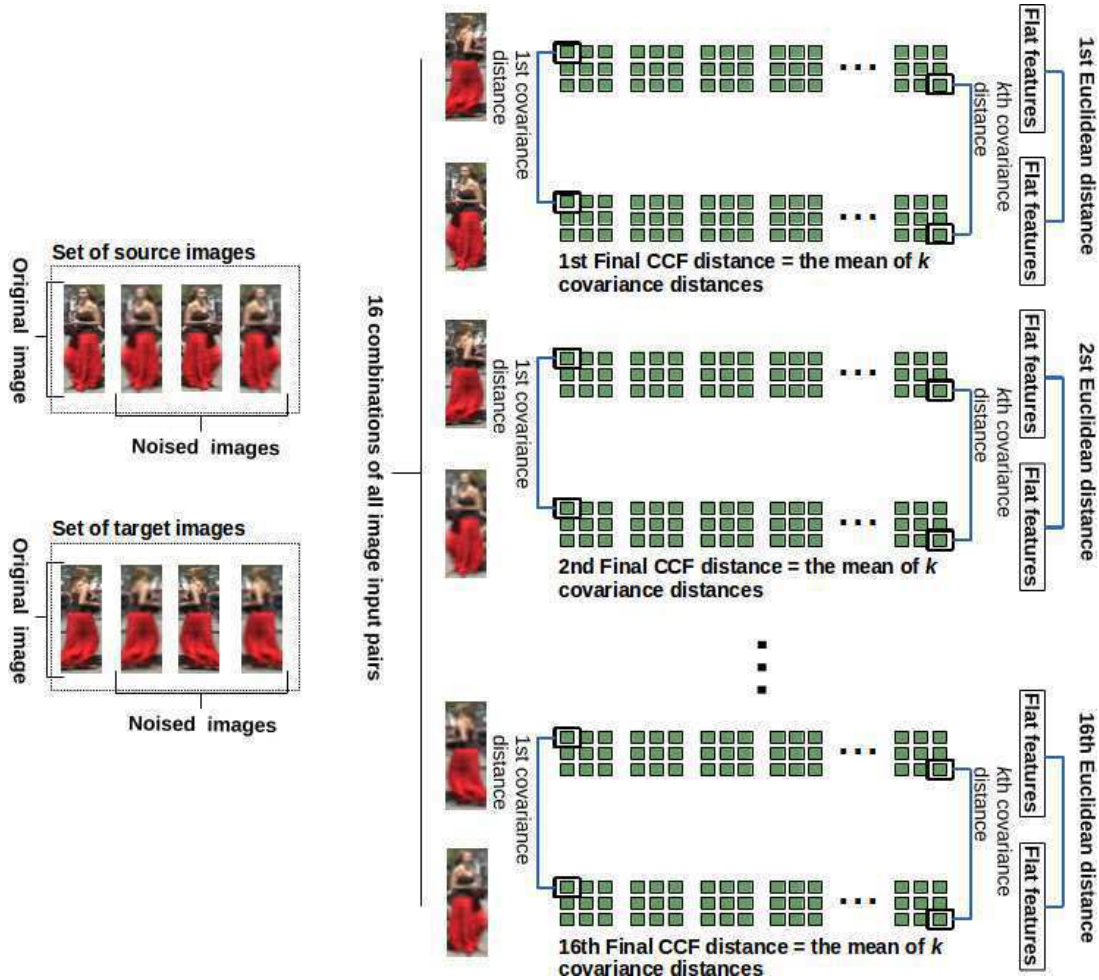 Set of source images
Original image
Noised images
Set of target images
Original image
Noised images
16 combinations of all image input pairs
1st covariance
distance
kth covariance
distance
Flat features
Flat features
1st Euclidean distance
1st Final CCF distance = the mean of k
covariance distances
1st covariance
distance
kth covariance
distance
Flat features
Flat features
2st Euclidean distance
2nd Final CCF distance = the mean of k
covariance distances
1st covariance
distance
kth covariance
distance
Flat features
Flat features
16th Euclidean distance
16th Final CCF distance = the mean of k
covariance distances